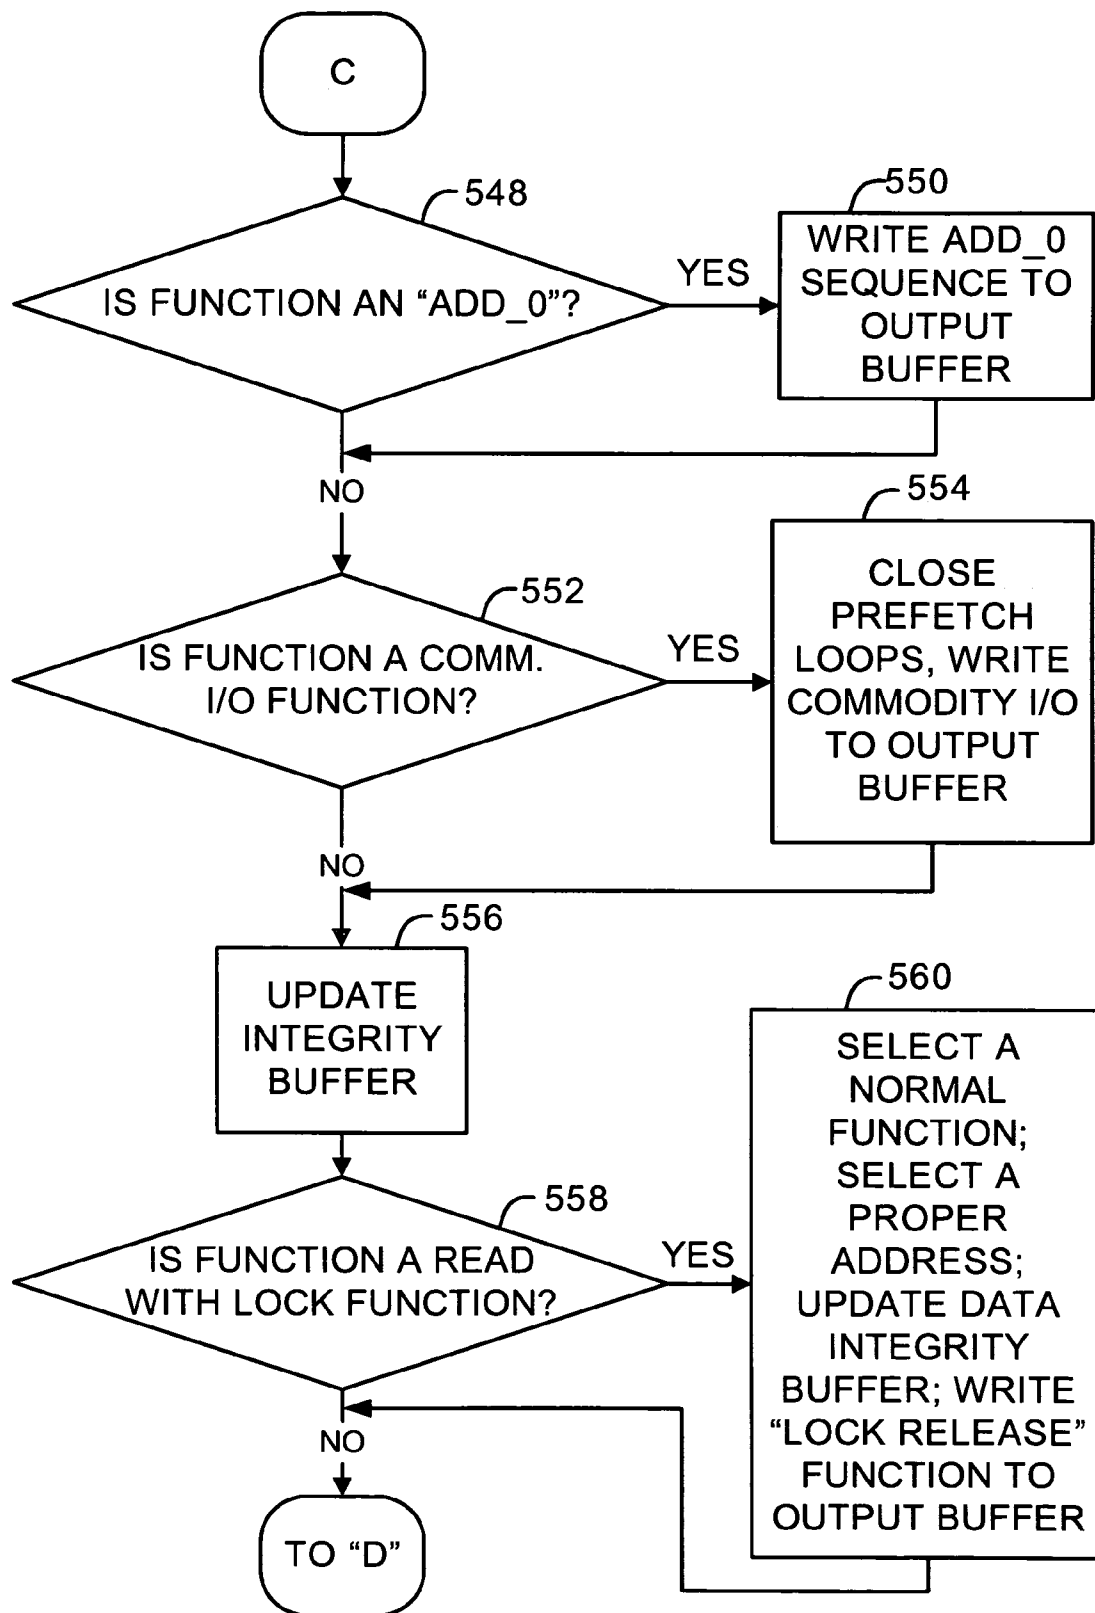 C
548
IS FUNCTION AN “ADD_0”?
YES
550
WRITE ADD_0
SEQUENCE TO
OUTPUT
BUFFER
NO
552
IS FUNCTION A COMM.
I/O FUNCTION?
YES
554
CLOSE
PREFETCH
LOOPS, WRITE
COMMODITY I/O
TO OUTPUT
BUFFER
NO
556
UPDATE
INTEGRITY
BUFFER
558
IS FUNCTION A READ
WITH LOCK FUNCTION?
YES
560
SELECT A
NORMAL
FUNCTION;
SELECT A
PROPER
ADDRESS;
UPDATE DATA
INTEGRITY
BUFFER; WRITE
“LOCK RELEASE”
FUNCTION TO
OUTPUT BUFFER
NO
TO “D”